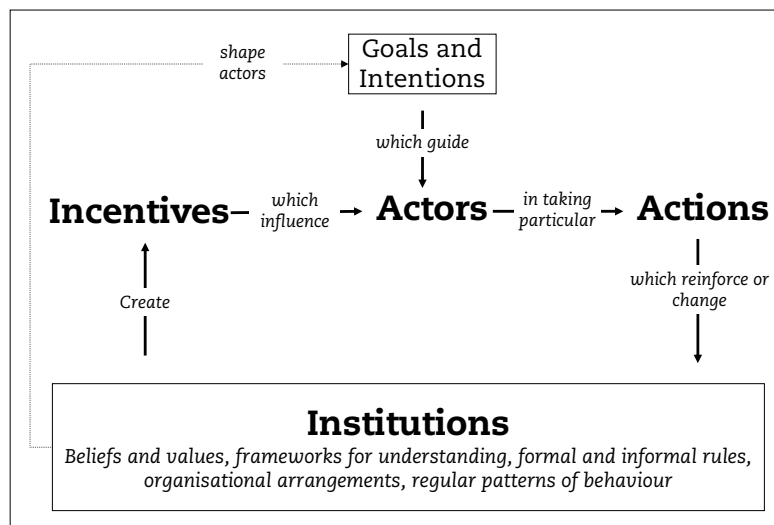 shape
actors
Goals and
Intentions
which guide
Incentives
which
influence
Actors
in taking
particular
Actions
Create
which reinforce or
change
Institutions
Beliefs and values, frameworks for understanding, formal and informal rules,
organisational arrangements, regular patterns of behaviour